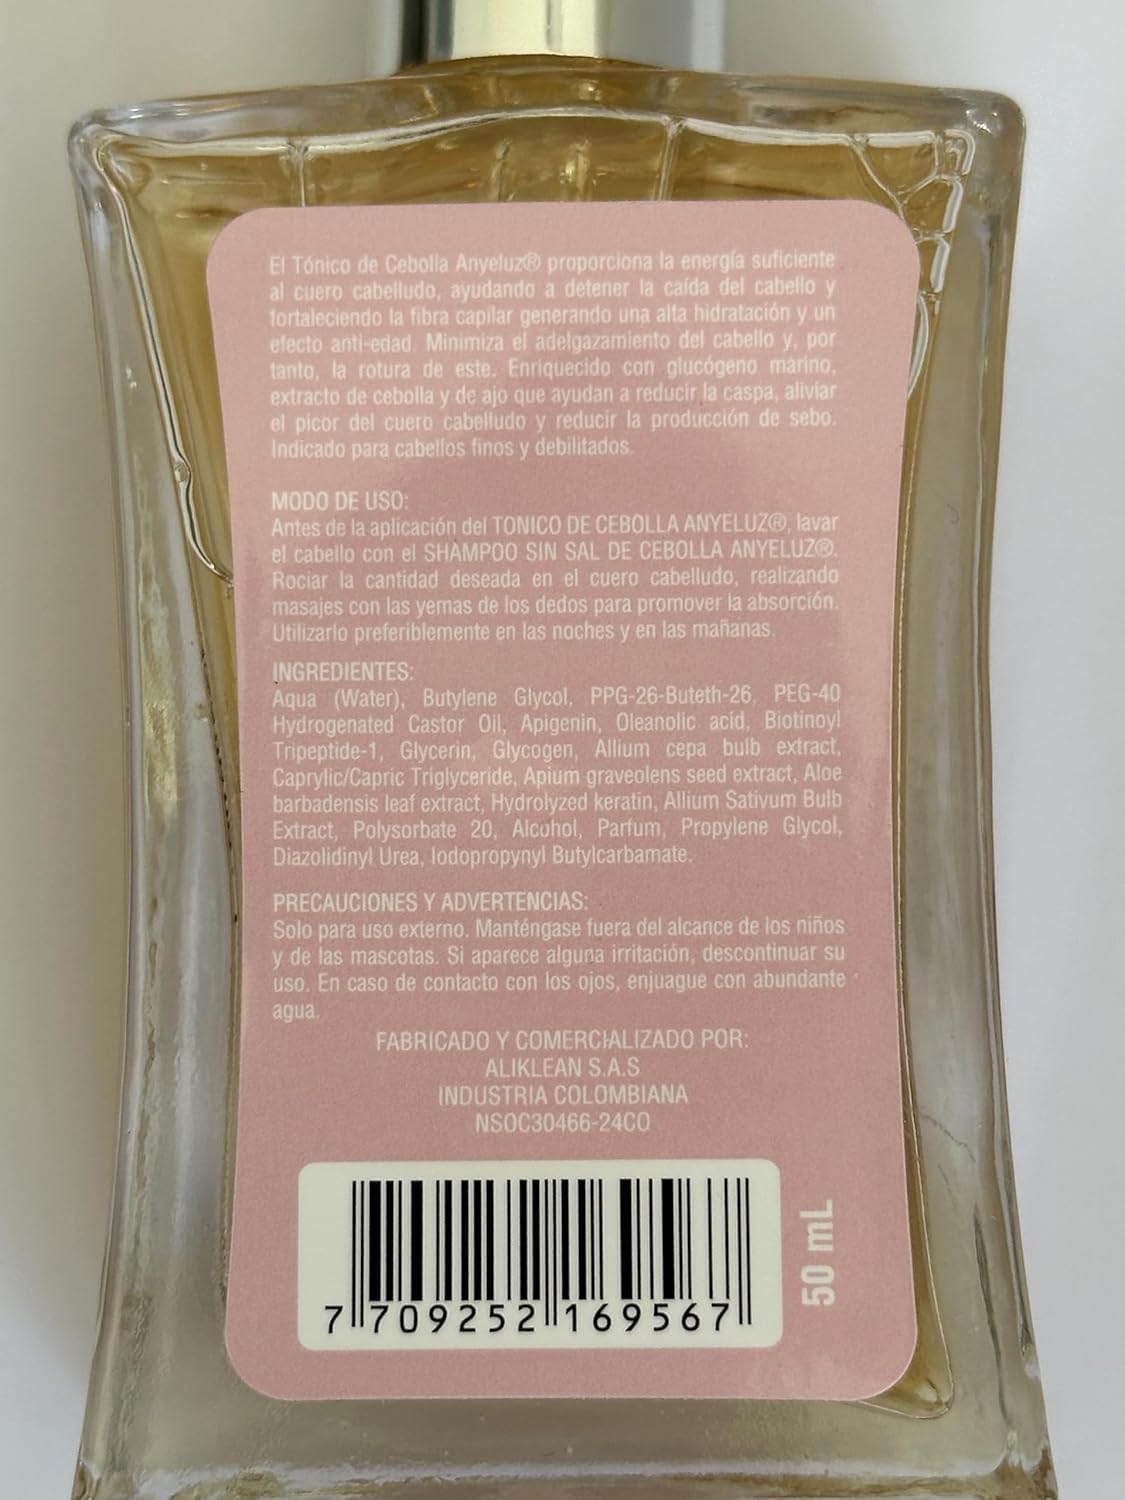 El Tónico de Cebolla Anyeluz® proporciona la energía suficiente
al cuero cabelludo, ayudando a detener la caída del cabello y
fortaleciendo la fibra capilar generando una alta hidratación y un
efecto anti-edad. Minimiza el adelgazamiento del cabello y, por
tanto, la rotura de este. Enriquecido con glucógeno marino,
extracto de cebolla y de ajo que ayudan a reducir la caspa, aliviar
el picor del cuero cabelludo y reducir la producción de sebo.
Indicado para cabellos finos y debilitados.
MODO DE USO:
Antes de la aplicación del TONICO DE CEBOLLA ANYELUZ®, lavar
el cabello con el SHAMPOO SIN SAL DE CEBOLLA ANYELUZ®.
Rociar la cantidad deseada en el cuero cabelludo, realizando
masajes con las yemas de los dedos para promover la absorción.
Utilizarlo preferiblemente en las noches y en las mañanas.
INGREDIENTES:
Aqua (Water), Butylene Glycol, PPG-26-Buteth-26, PEG-40
Hydrogenated Castor Oil, Apigenin, Oleanolic acid, Biotinoyl
Tripeptide-1, Glycerin, Glycogen, Allium cepa bulb extract,
Caprylic/Capric Triglyceride, Apium graveolens seed extract, Aloe
barbadensis leaf extract, Hydrolyzed keratin, Allium Sativum Bulb
Extract, Polysorbate 20, Alcohol, Parfum, Propylene Glycol,
Diazolidinyl Urea, Iodopropynyl Butylcarbamate.
PRECAUCIONES Y ADVERTENCIAS:
Solo para uso externo. Manténgase fuera del alcance de los niños
y de las mascotas. Si aparece alguna irritación, descontinuar su
uso. En caso de contacto con los ojos, enjuague con abundante
agua.
FABRICADO Y COMERCIALIZADO POR:
ALIKLEAN S.A.S
INDUSTRIA COLOMBIANA
NSOC30466-24CO
7 709252 169567
50 mL